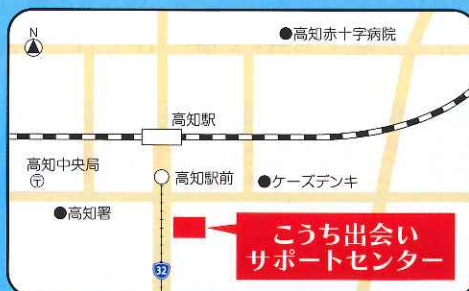 N
●高知赤十字病院
高知駅
高知中央局
〒
高知駅前
●ケーズデンキ
●高知署
こうち出会い
サポートセンター
32